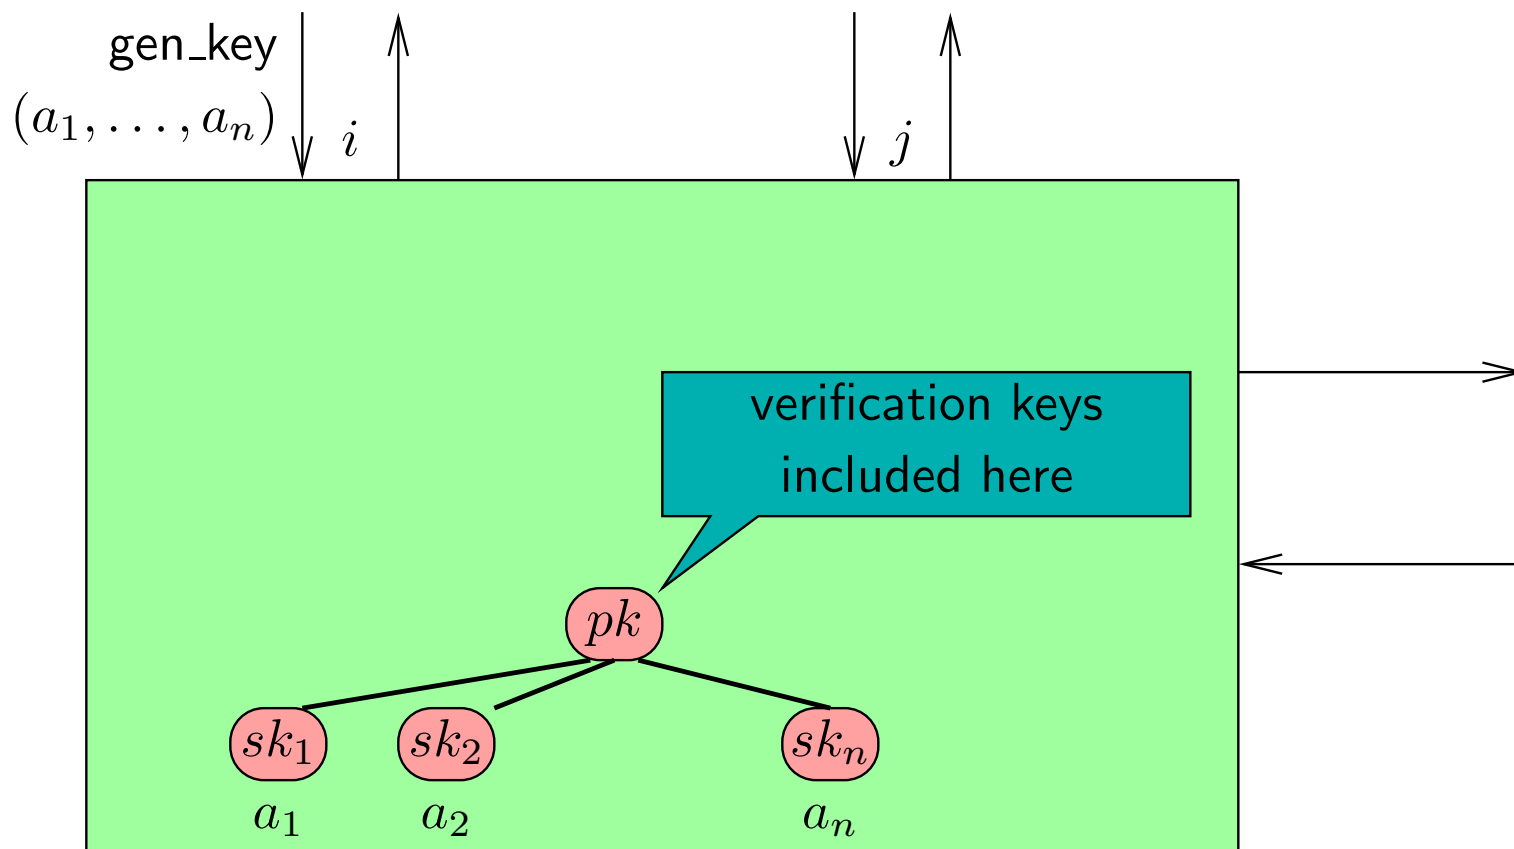 gen_key
(a₁, . . . , aₙ)
i
j
verification keys
included here
pk
sk₁ sk₂ skₙ
a₁ a₂ aₙ